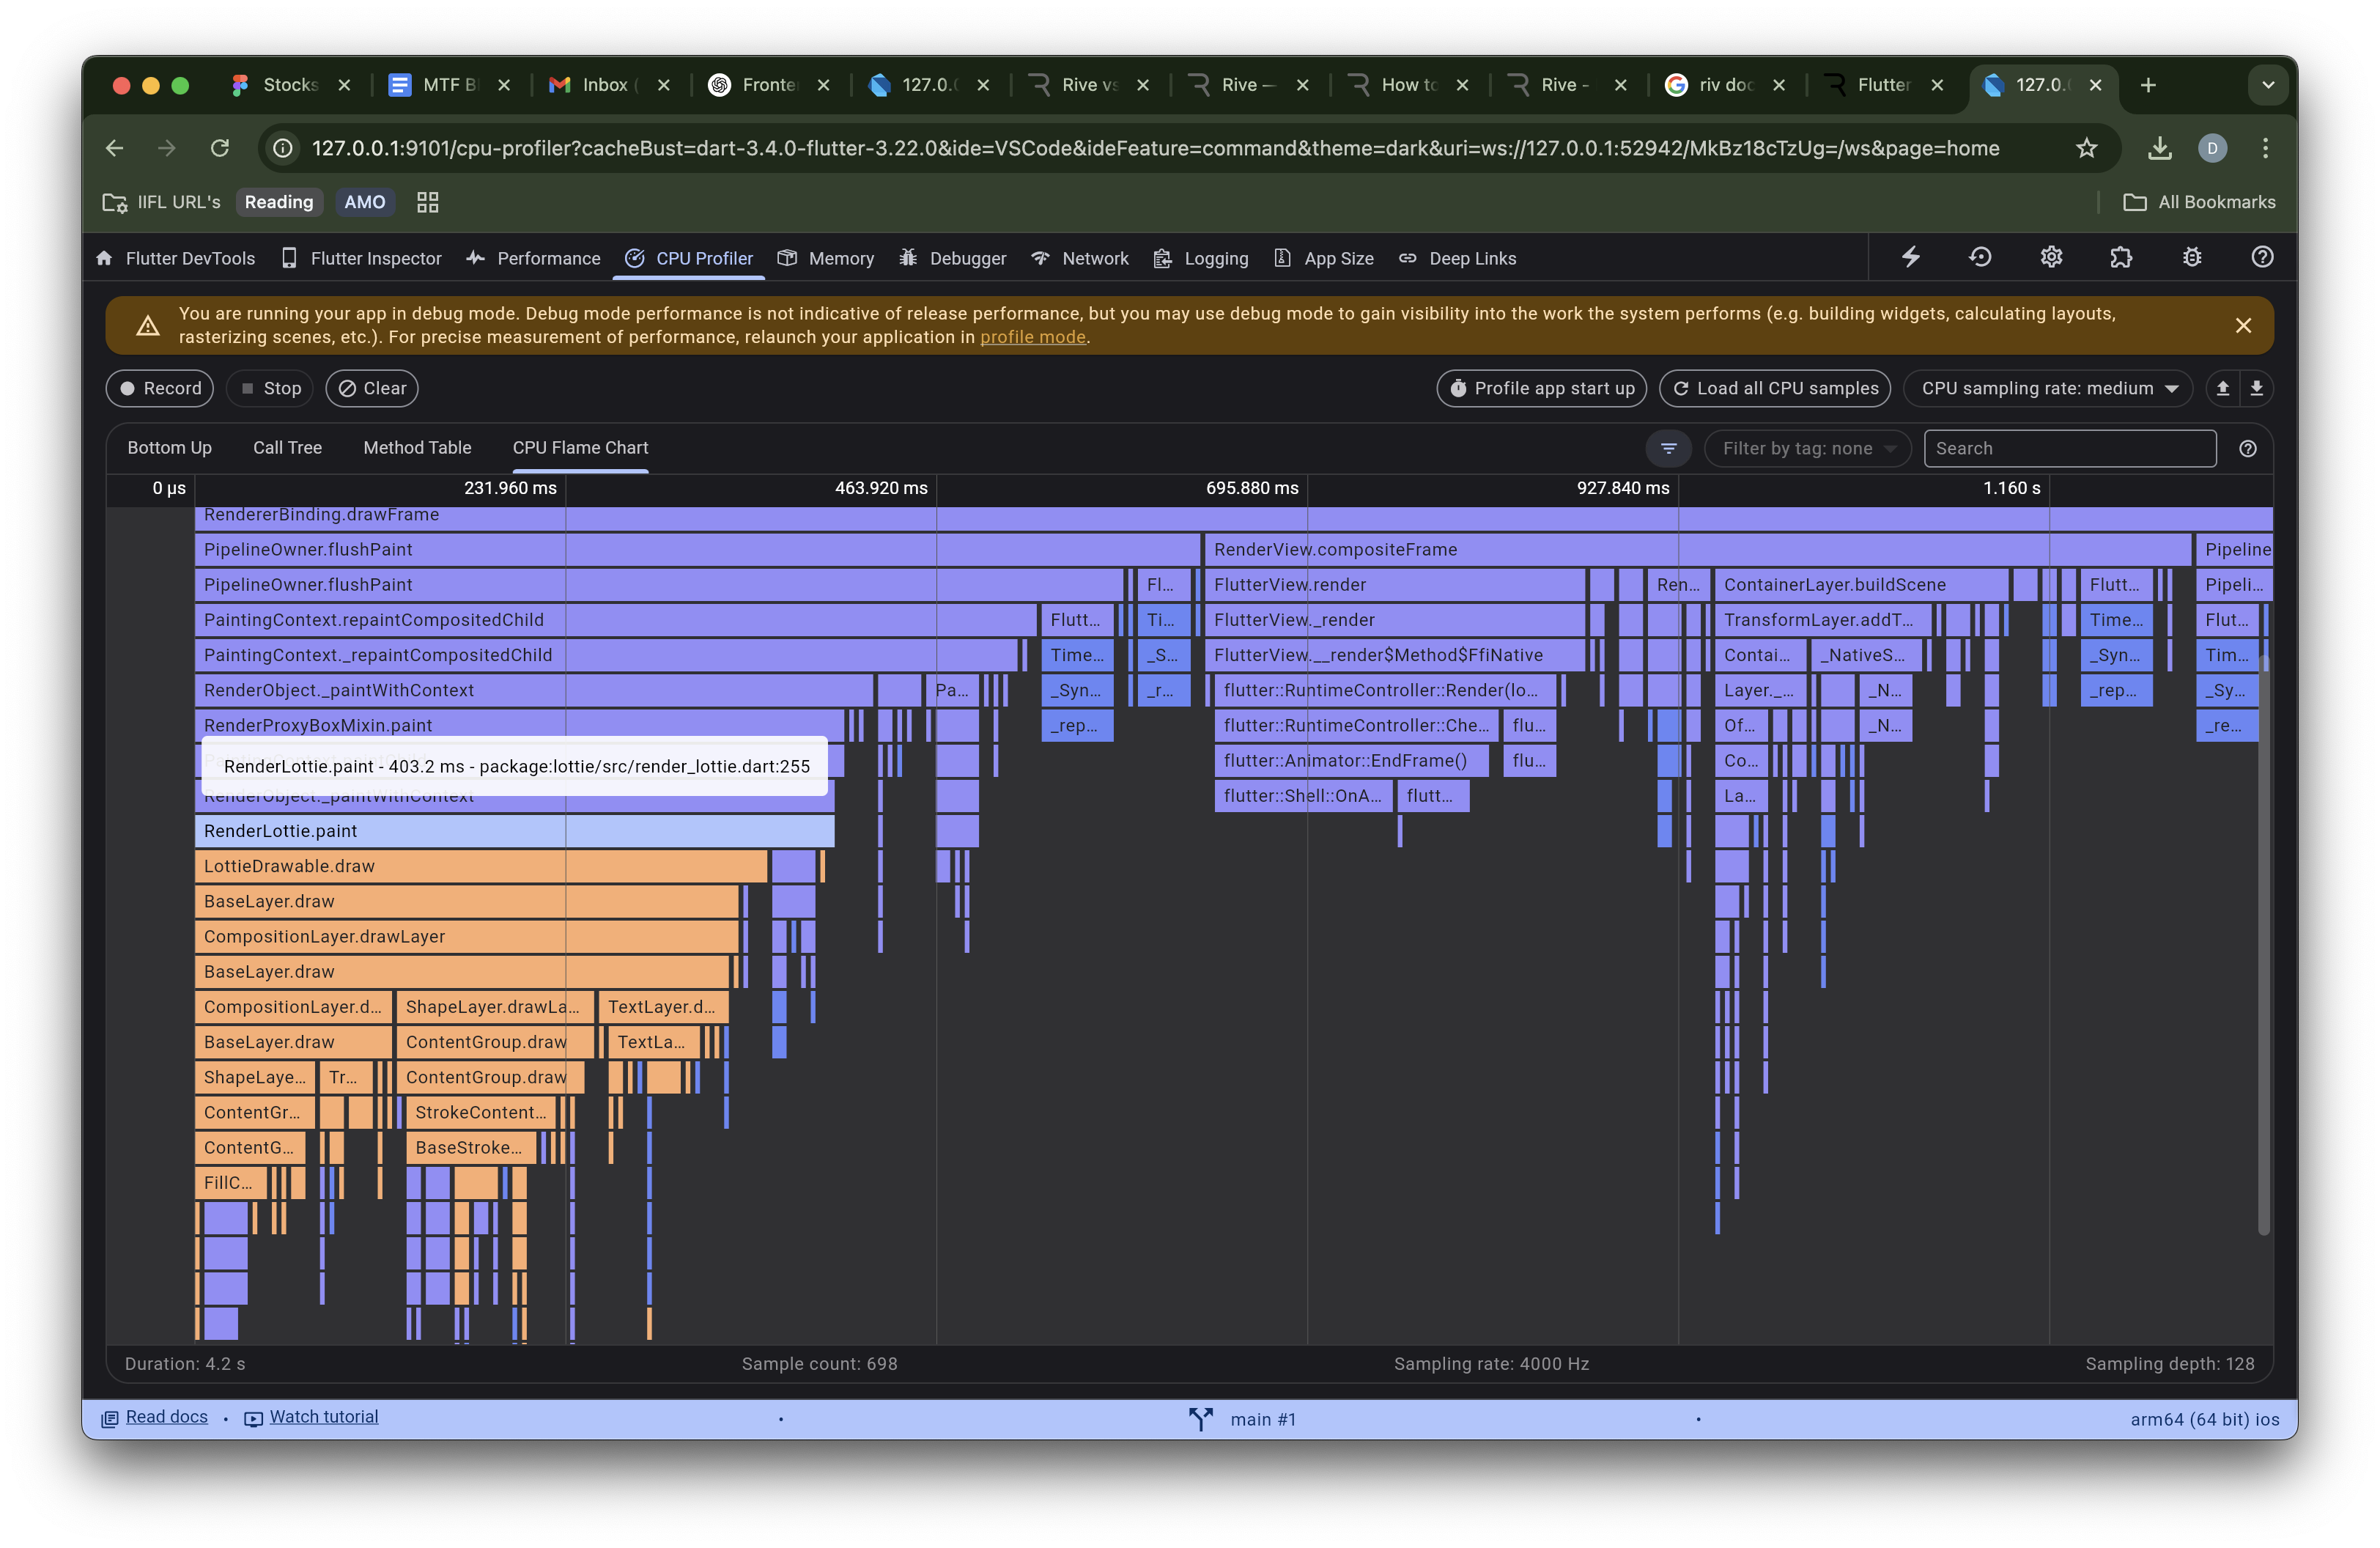 Stocks
MTF B
Inbox (
Fronte
127.0.
Rive vs
Rive —
How to
Rive -
riv doc
Flutter
127.0.
127.0.0.1:9101/cpu-profiler?cacheBust=dart-3.4.0-flutter-3.22.0&ide=VSCode&ideFeature=command&theme=dark&uri=ws://127.0.0.1:52942/MkBz18cTzUg=/ws&page=home
D
IIFL URL's Reading AMO
All Bookmarks
Flutter DevTools Flutter Inspector Performance CPU Profiler Memory Debugger Network Logging App Size Deep Links
You are running your app in debug mode. Debug mode performance is not indicative of release performance, but you may use debug mode to gain visibility into the work the system performs (e.g. building widgets, calculating layouts,
rasterizing scenes, etc.). For precise measurement of performance, relaunch your application in profile mode.
Record Stop Clear
Profile app start up Load all CPU samples CPU sampling rate: medium
Bottom Up Call Tree Method Table CPU Flame Chart
Filter by tag: none Search
0 µs 231.960 ms 463.920 ms 695.880 ms 927.840 ms 1.160 s
RendererBinding.drawFrame
PipelineOwner.flushPaint RenderView.compositeFrame Pipeline
PipelineOwner.flushPaint Fl... FlutterView.render Ren... ContainerLayer.buildScene Flutt... Pipeli...
PaintingContext.repaintCompositedChild Flutt... Ti... FlutterView._render TransformLayer.addT... Time... Flut...
PaintingContext._repaintCompositedChild Time... _S... FlutterView.__render$Method$FfiNative Contai... _NativeS... _Syn... Tim...
RenderObject._paintWithContext Pa... _Syn... _r... flutter::RuntimeController::Render(lo... Layer._... _N... _rep... _Sy...
RenderProxyBoxMixin.paint _rep... flutter::RuntimeController::Che... flu... Of... _N... _re...
flutter::Animator::EndFrame() flu... Co...
RenderLottie.paint - 403.2 ms - package:lottie/src/render_lottie.dart:255
RenderObject._paintWithContext flutter::Shell::OnA... flutt... La...
RenderLottie.paint
LottieDrawable.draw
BaseLayer.draw
CompositionLayer.drawLayer
BaseLayer.draw
CompositionLayer.d... ShapeLayer.drawLa... TextLayer.d...
BaseLayer.draw ContentGroup.draw TextLa...
ShapeLaye... Tr... ContentGroup.draw
ContentGr... StrokeContent...
ContentG... BaseStroke...
FillC...
Duration: 4.2 s Sample count: 698 Sampling rate: 4000 Hz Sampling depth: 128
Read docs • Watch tutorial • main #1 • arm64 (64 bit) ios